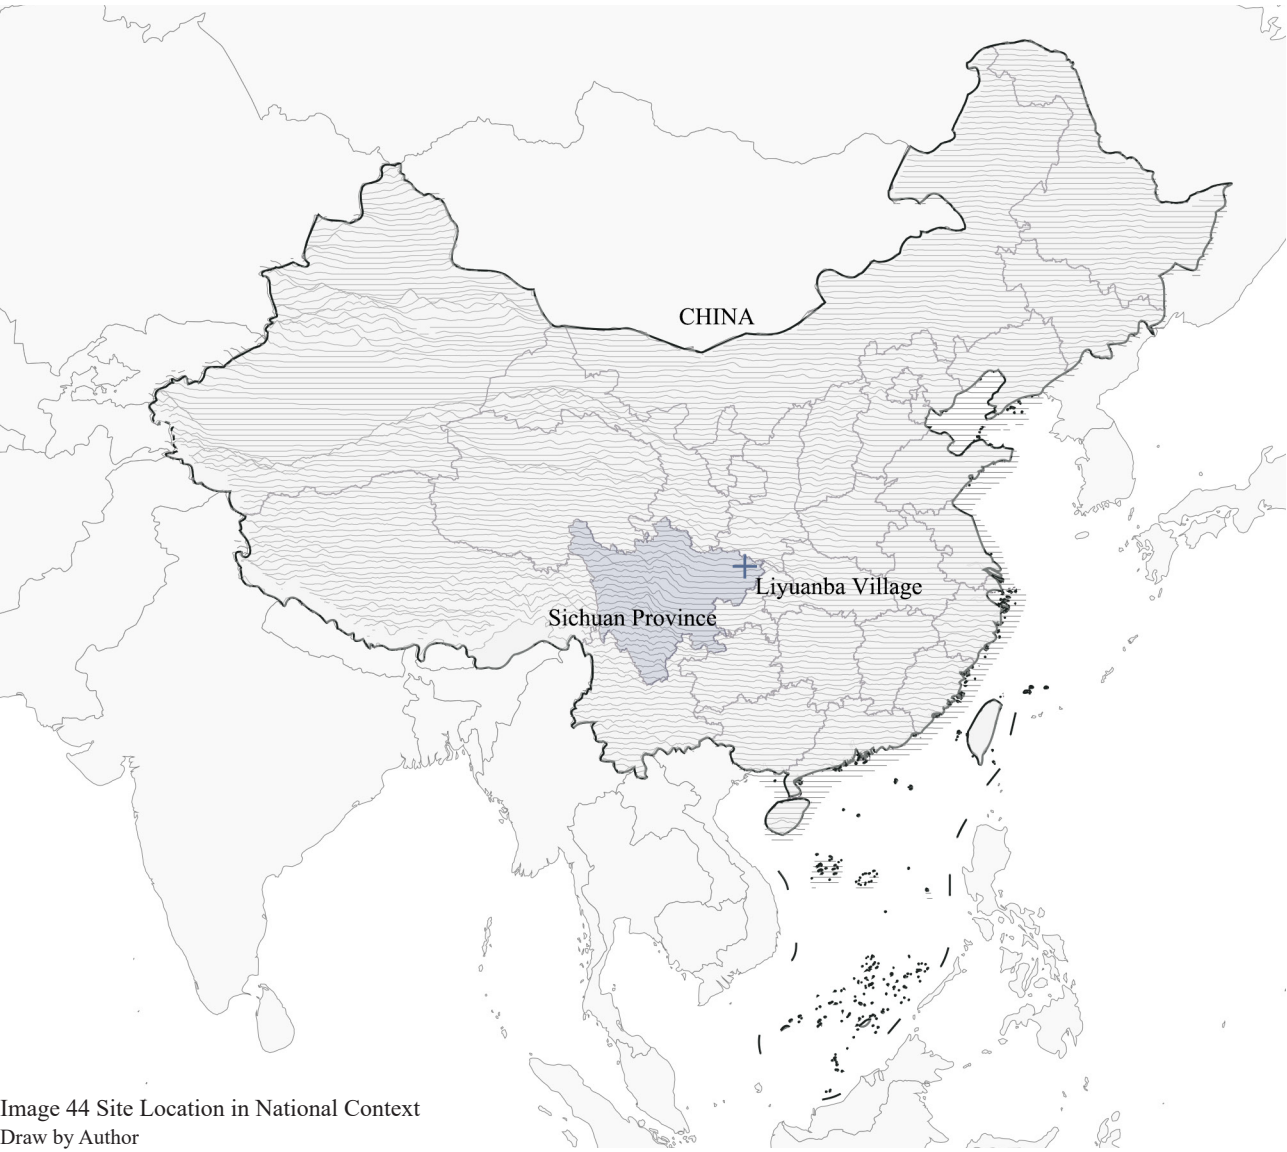 CHINA
Liyuanba Village
Sichuan Province
Image 44 Site Location in National Context
Draw by Author